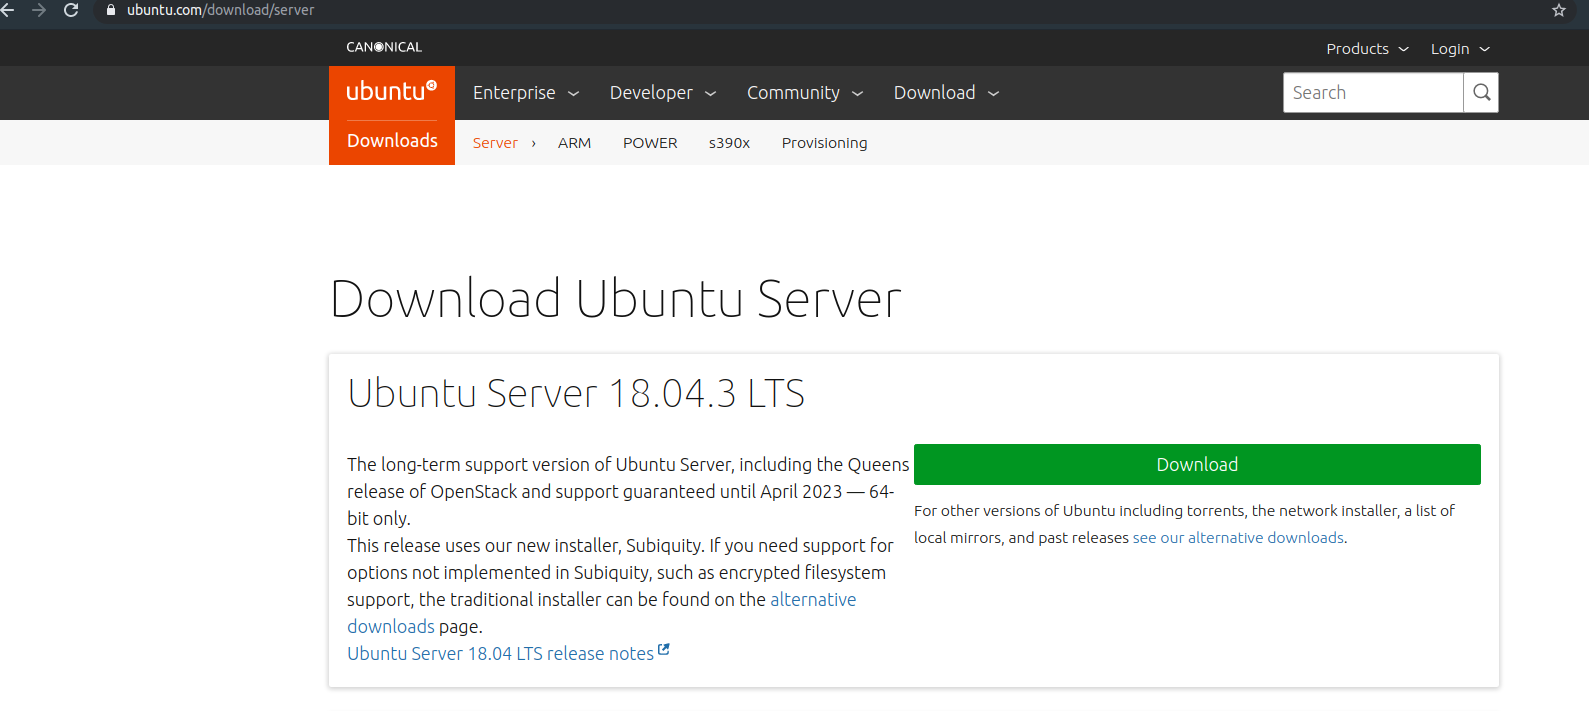 ubuntu.com/download/server
CANONICAL
Products Login
ubuntu Enterprise Developer Community Download Search
Downloads Server › ARM POWER s390x Provisioning
Download Ubuntu Server
Ubuntu Server 18.04.3 LTS
The long-term support version of Ubuntu Server, including the Queens
release of OpenStack and support guaranteed until April 2023 — 64-
bit only.
This release uses our new installer, Subiquity. If you need support for
options not implemented in Subiquity, such as encrypted filesystem
support, the traditional installer can be found on the alternative
downloads page.
Ubuntu Server 18.04 LTS release notes
Download
For other versions of Ubuntu including torrents, the network installer, a list of
local mirrors, and past releases see our alternative downloads.